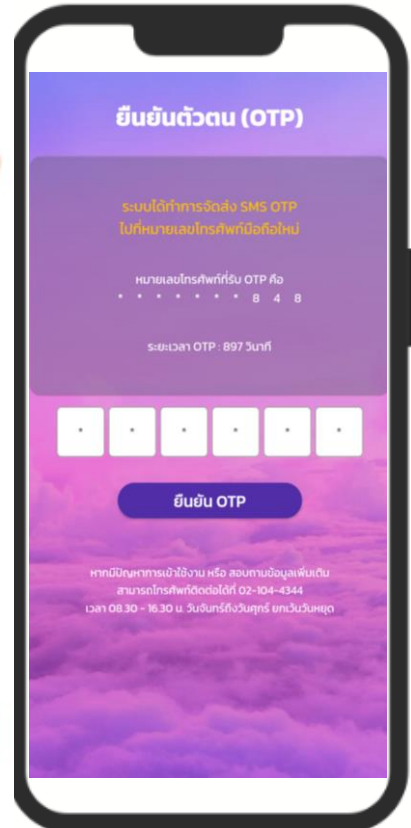 ยืนยันตัวตน (OTP)
ระบบได้ทำการจัดส่ง SMS OTP
ไปที่หมายเลขโทรศัพท์มือถือใหม่
หมายเลขโทรศัพท์ที่รับ OTP คือ
* * * * * * * 8 4 8
ระยะเวลา OTP : 897 วินาที
* * * * * *
ยืนยัน OTP
หากมีปัญหาการเข้าใช้งาน หรือ สอบถามข้อมูลเพิ่มเติม
สามารถโทรศัพท์ติดต่อได้ที่ 02-104-4344
เวลา 08.30 - 16.30 น. วันจันทร์ถึงวันศุกร์ ยกเว้นวันหยุด